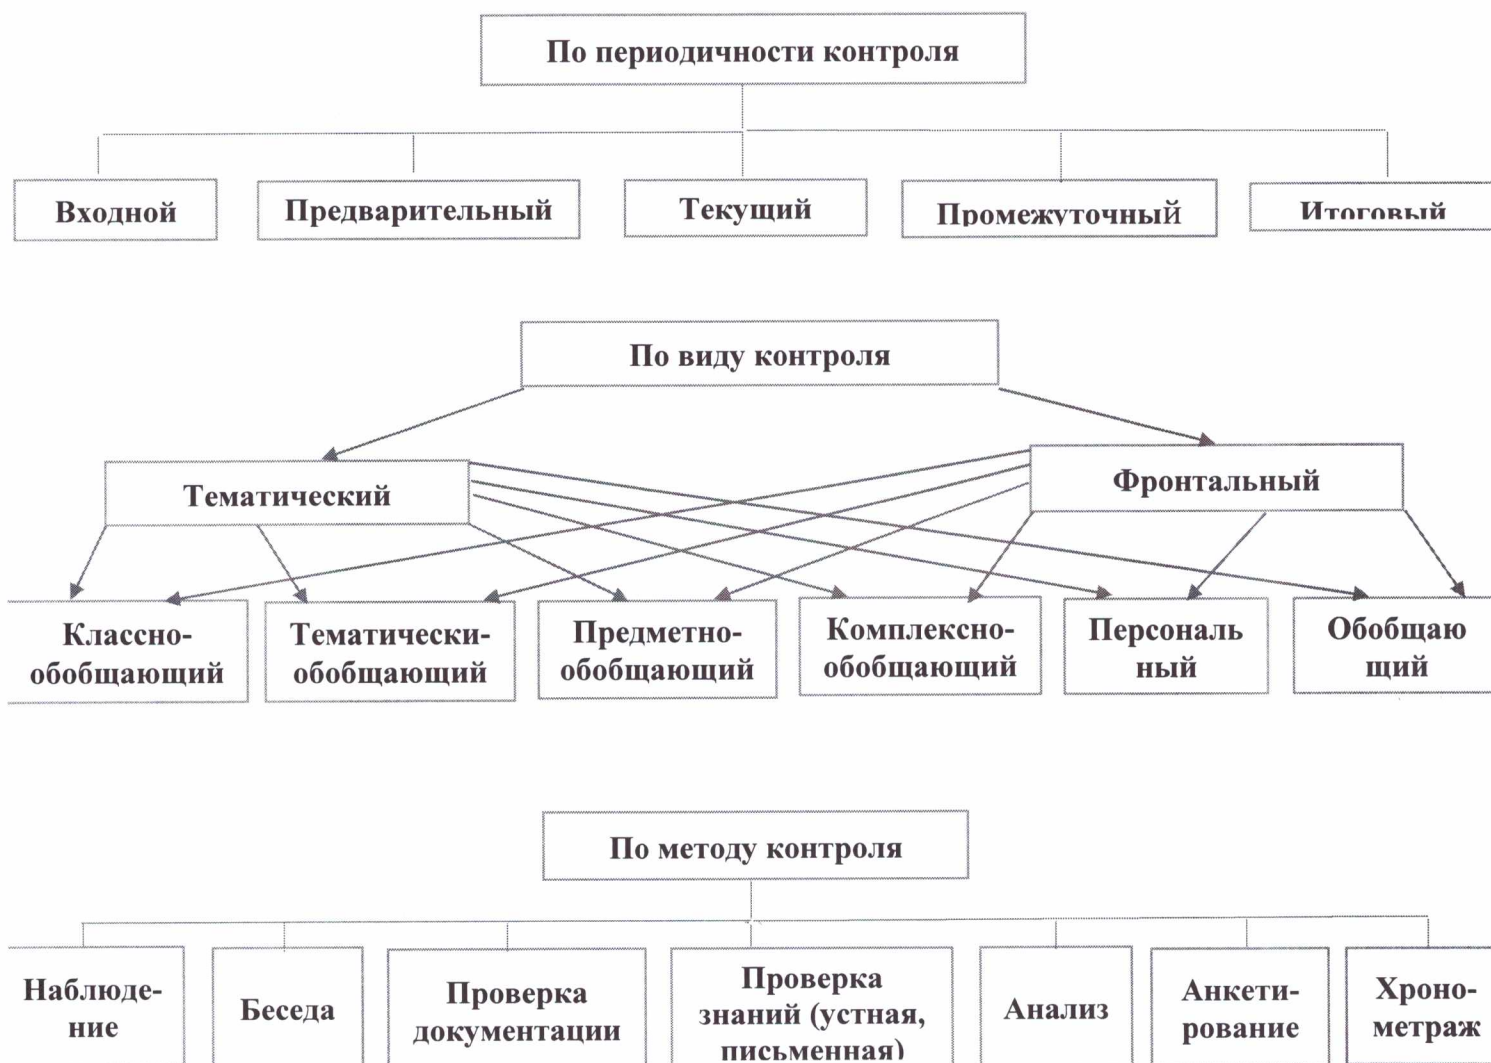 По периодичности контроля
Входной Предварительный Текущий Промежуточный Итоговый
По виду контроля
Тематический Фронтальный
Классно- Тематически- Предметно- Комплексно- Персональ Обобщаю
обобщающий обобщающий обобщающий обобщающий ный щий
По методу контроля
Наблюде- Беседа Проверка Проверка Анализ Анкети- Хроно-
ние документации знаний (устная, рование метраж
письменная)